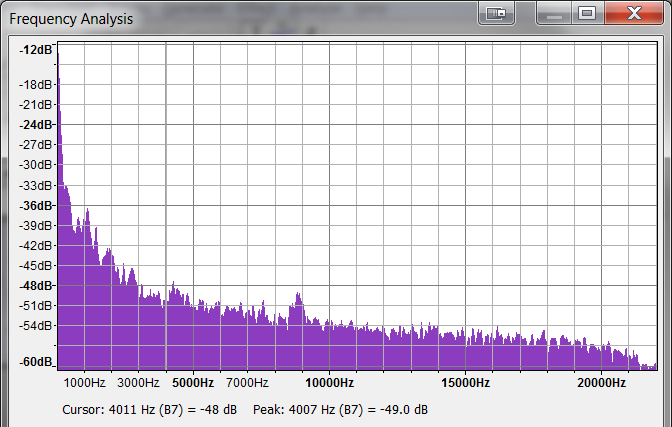 Frequency Analysis
-12dB
-18dB
-21dB
-24dB
-27dB
-30dB
-33dB
-36dB
-39dB
-42dB
-45dB
-48dB
-51dB
-54dB
-60dB
1000Hz 3000Hz 5000Hz 7000Hz 10000Hz 15000Hz 20000Hz
Cursor: 4011 Hz (B7) = -48 dB Peak: 4007 Hz (B7) = -49.0 dB